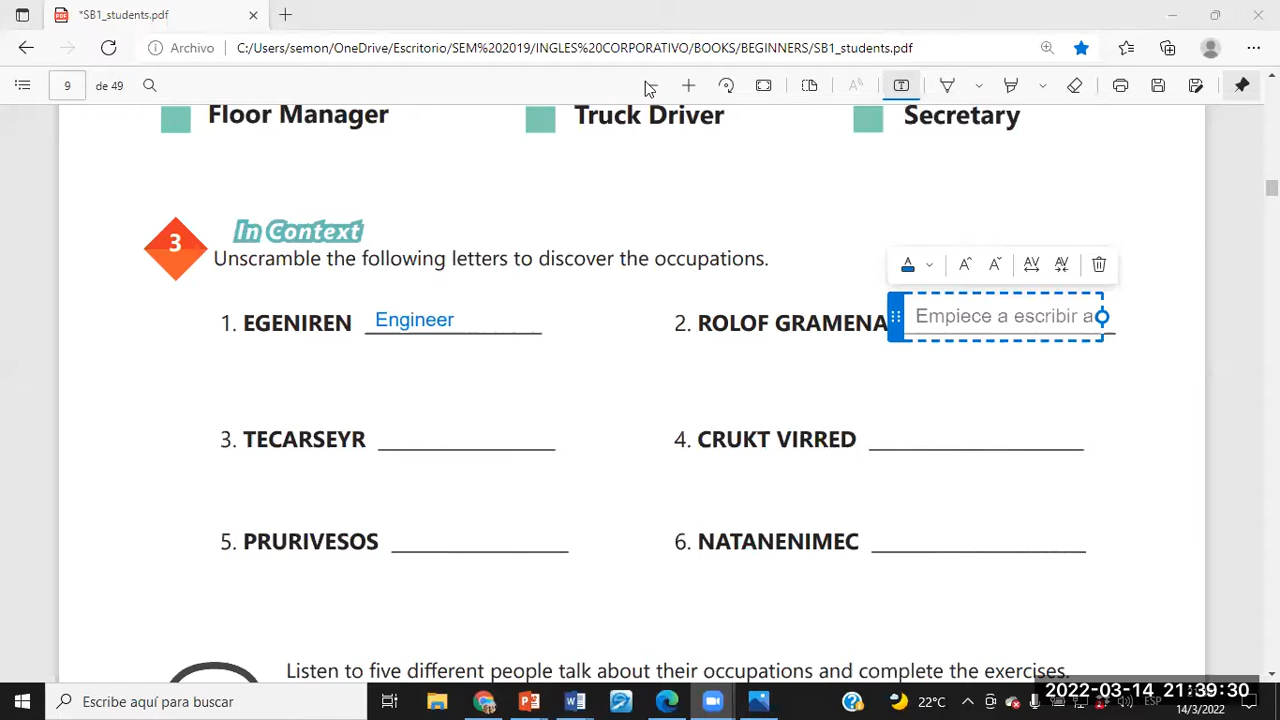 *SB1_students.pdf
Archivo C:/Users/semon/OneDrive/Escritorio/SEM%202019/INGLES%20CORPORATIVO/BOOKS/BEGINNERS/SB1_students.pdf
9 de 49
Floor Manager Truck Driver Secretary
3 In Context
Unscramble the following letters to discover the occupations.
1. EGENIREN Engineer 2. ROLOF GRAMENA Empiece a escribir a
3. TECARSEYR 4. CRUKT VIRRED
5. PRURIVESOS 6. NATANENIMEC
Listen to five different people talk about their occupations and complete the exercises.
Escribe aquí para buscar 22°C ESP
2022-03-14 21:39:30
14/3/2022